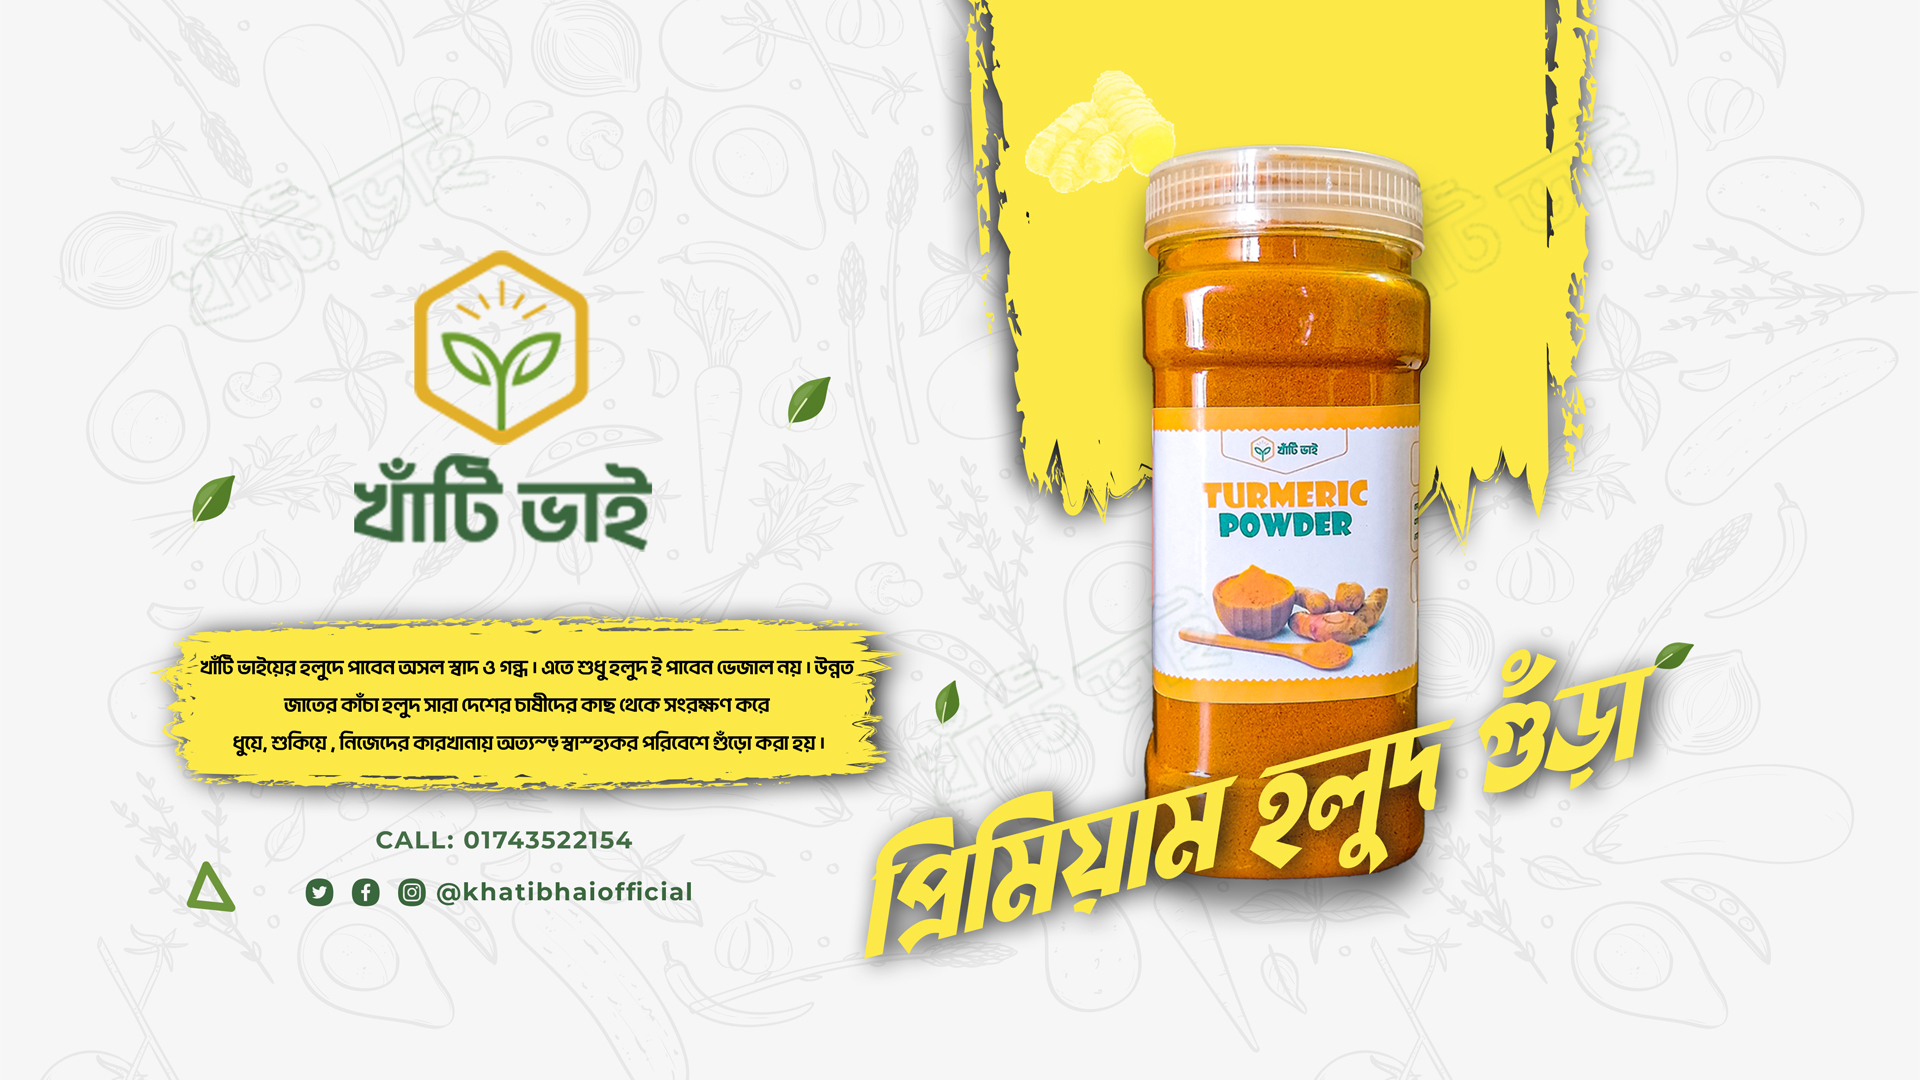 খাঁটি ভাই
খাঁটি ভাইয়ের হলুদে পাবেন অসল স্বাদ ও গন্ধ । এতে শুধু হলুদ ই পাবেন ভেজাল নয় । উন্নত
জাতের কাঁচা হলুদ সারা দেশের চাষীদের কাছ থেকে সংরক্ষণ করে
ধুয়ে, শুকিয়ে , নিজেদের কারখানায় অত্যন্ত স্বাস্হ্যকর পরিবেশে গুঁড়ো করা হয় ।
CALL: 01743522154
@khatibhaiofficial
খাঁটি ভাই
TURMERIC
POWDER
প্রিমিয়াম হলুদ গুঁড়া
খাঁটি ভাই
খাঁটি ভাই
খাঁটি ভাই